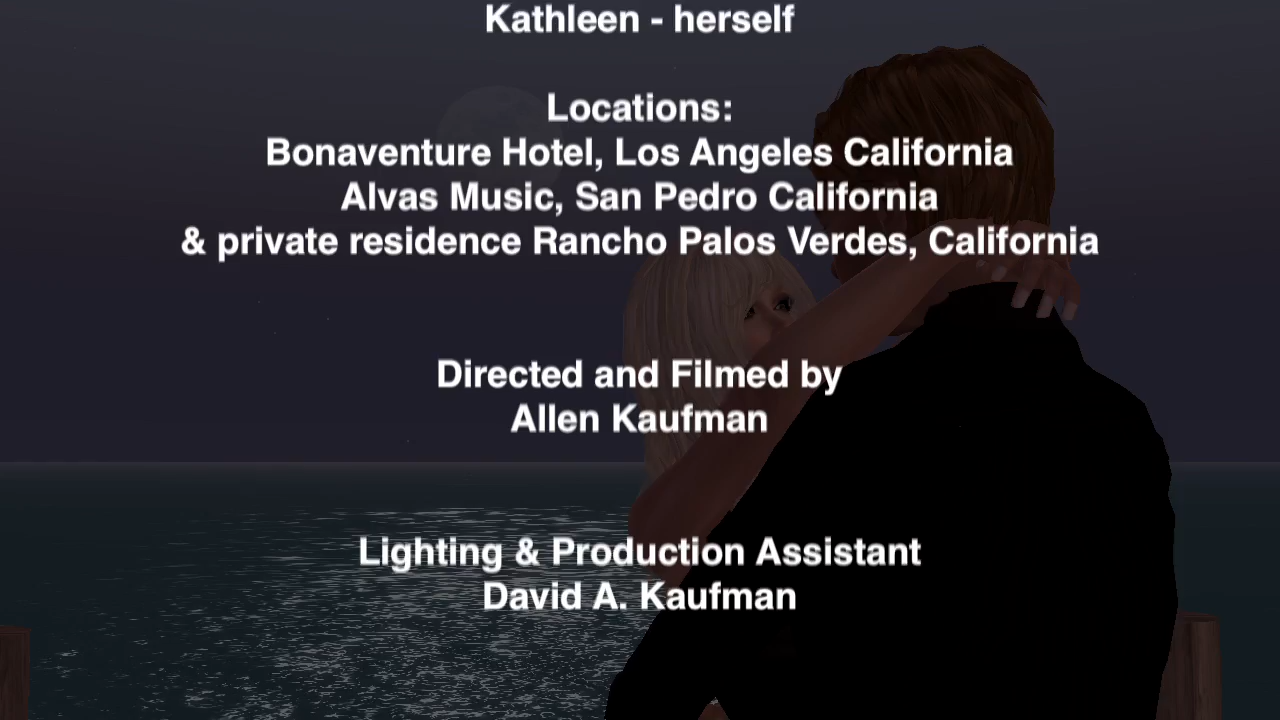 Kathleen - herself
Locations:
Bonaventure Hotel, Los Angeles California
Alvas Music, San Pedro California
& private residence Rancho Palos Verdes, California
Directed and Filmed by
Allen Kaufman
Lighting & Production Assistant
David A. Kaufman